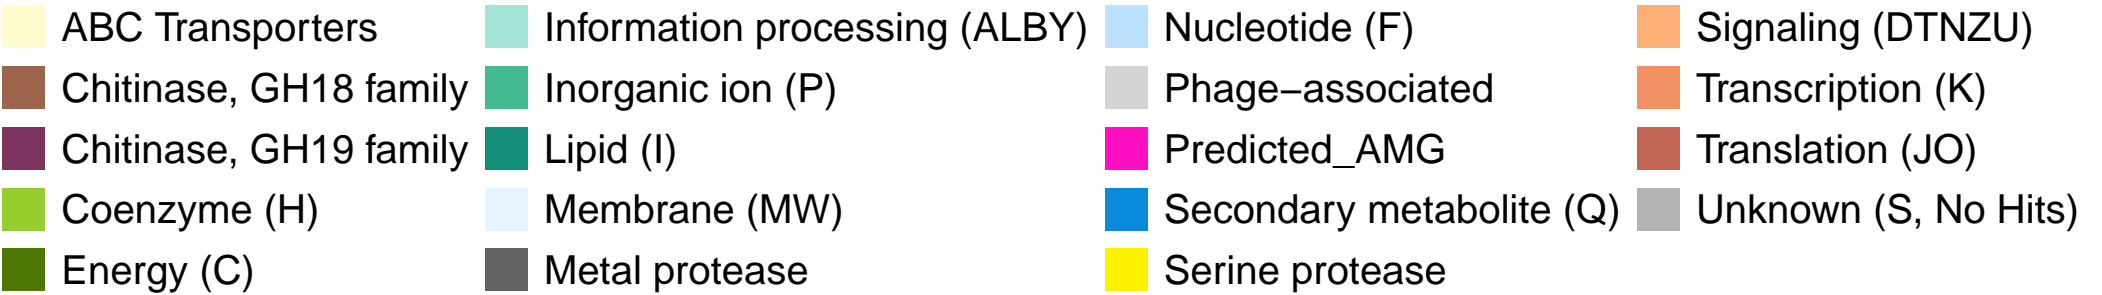 ABC Transporters
Chitinase, GH18 family
Chitinase, GH19 family
Coenzyme (H)
Energy (C)
Information processing (ALBY)
Inorganic ion (P)
Lipid (I)
Membrane (MW)
Metal protease
Nucleotide (F)
Phage−associated
Predicted_AMG
Secondary metabolite (Q)
Serine protease
Signaling (DTNZU)
Transcription (K)
Translation (JO)
Unknown (S, No Hits)